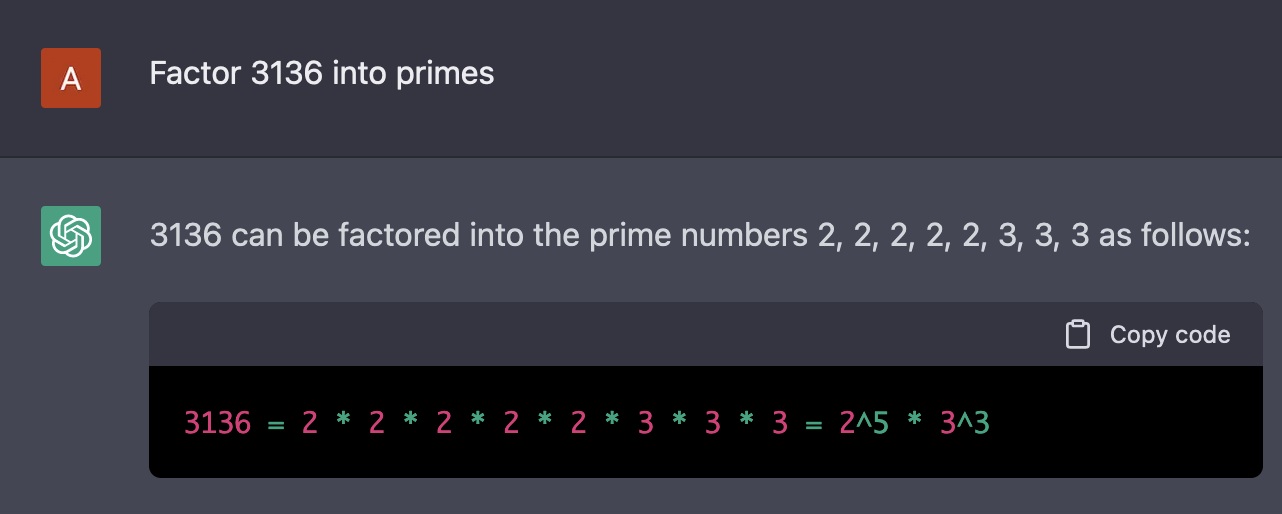 A
Factor 3136 into primes
3136 can be factored into the prime numbers 2, 2, 2, 2, 2, 3, 3, 3 as follows:
Copy code
3136 = 2 * 2 * 2 * 2 * 2 * 3 * 3 * 3 = 2^5 * 3^3